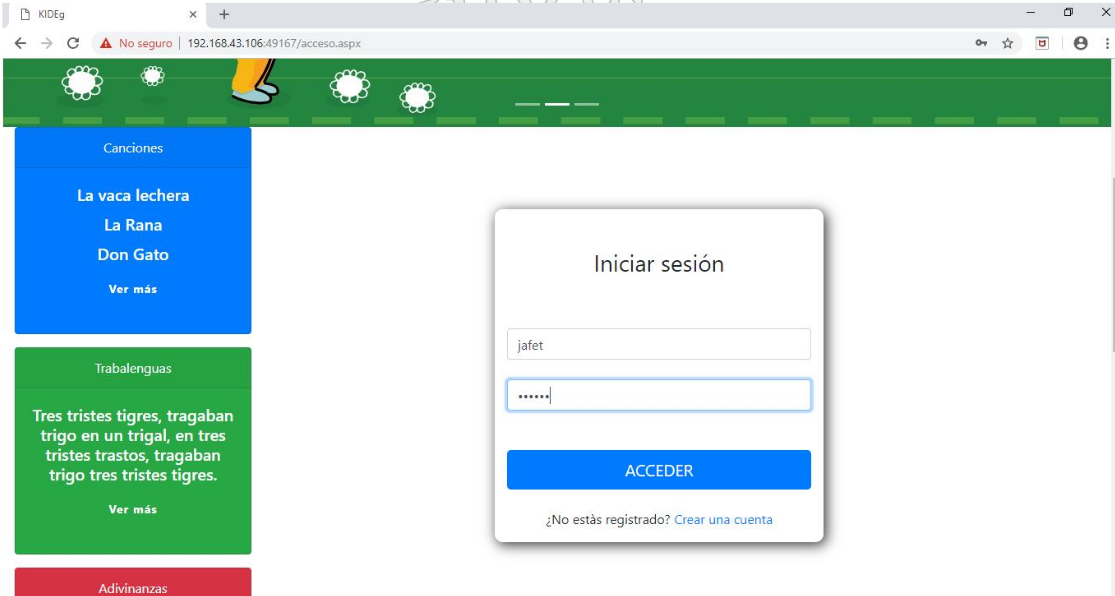 KIDEg
No seguro | 192.168.43.106:49167/acceso.aspx
Canciones
La vaca lechera
La Rana
Don Gato
Ver más
Trabalenguas
Tres tristes tigres, tragaban
trigo en un trigal, en tres
tristes trastos, tragaban
trigo tres tristes tigres.
Ver más
Adivinanzas
Iniciar sesión
jafet
••••••
ACCEDER
¿No estàs registrado? Crear una cuenta